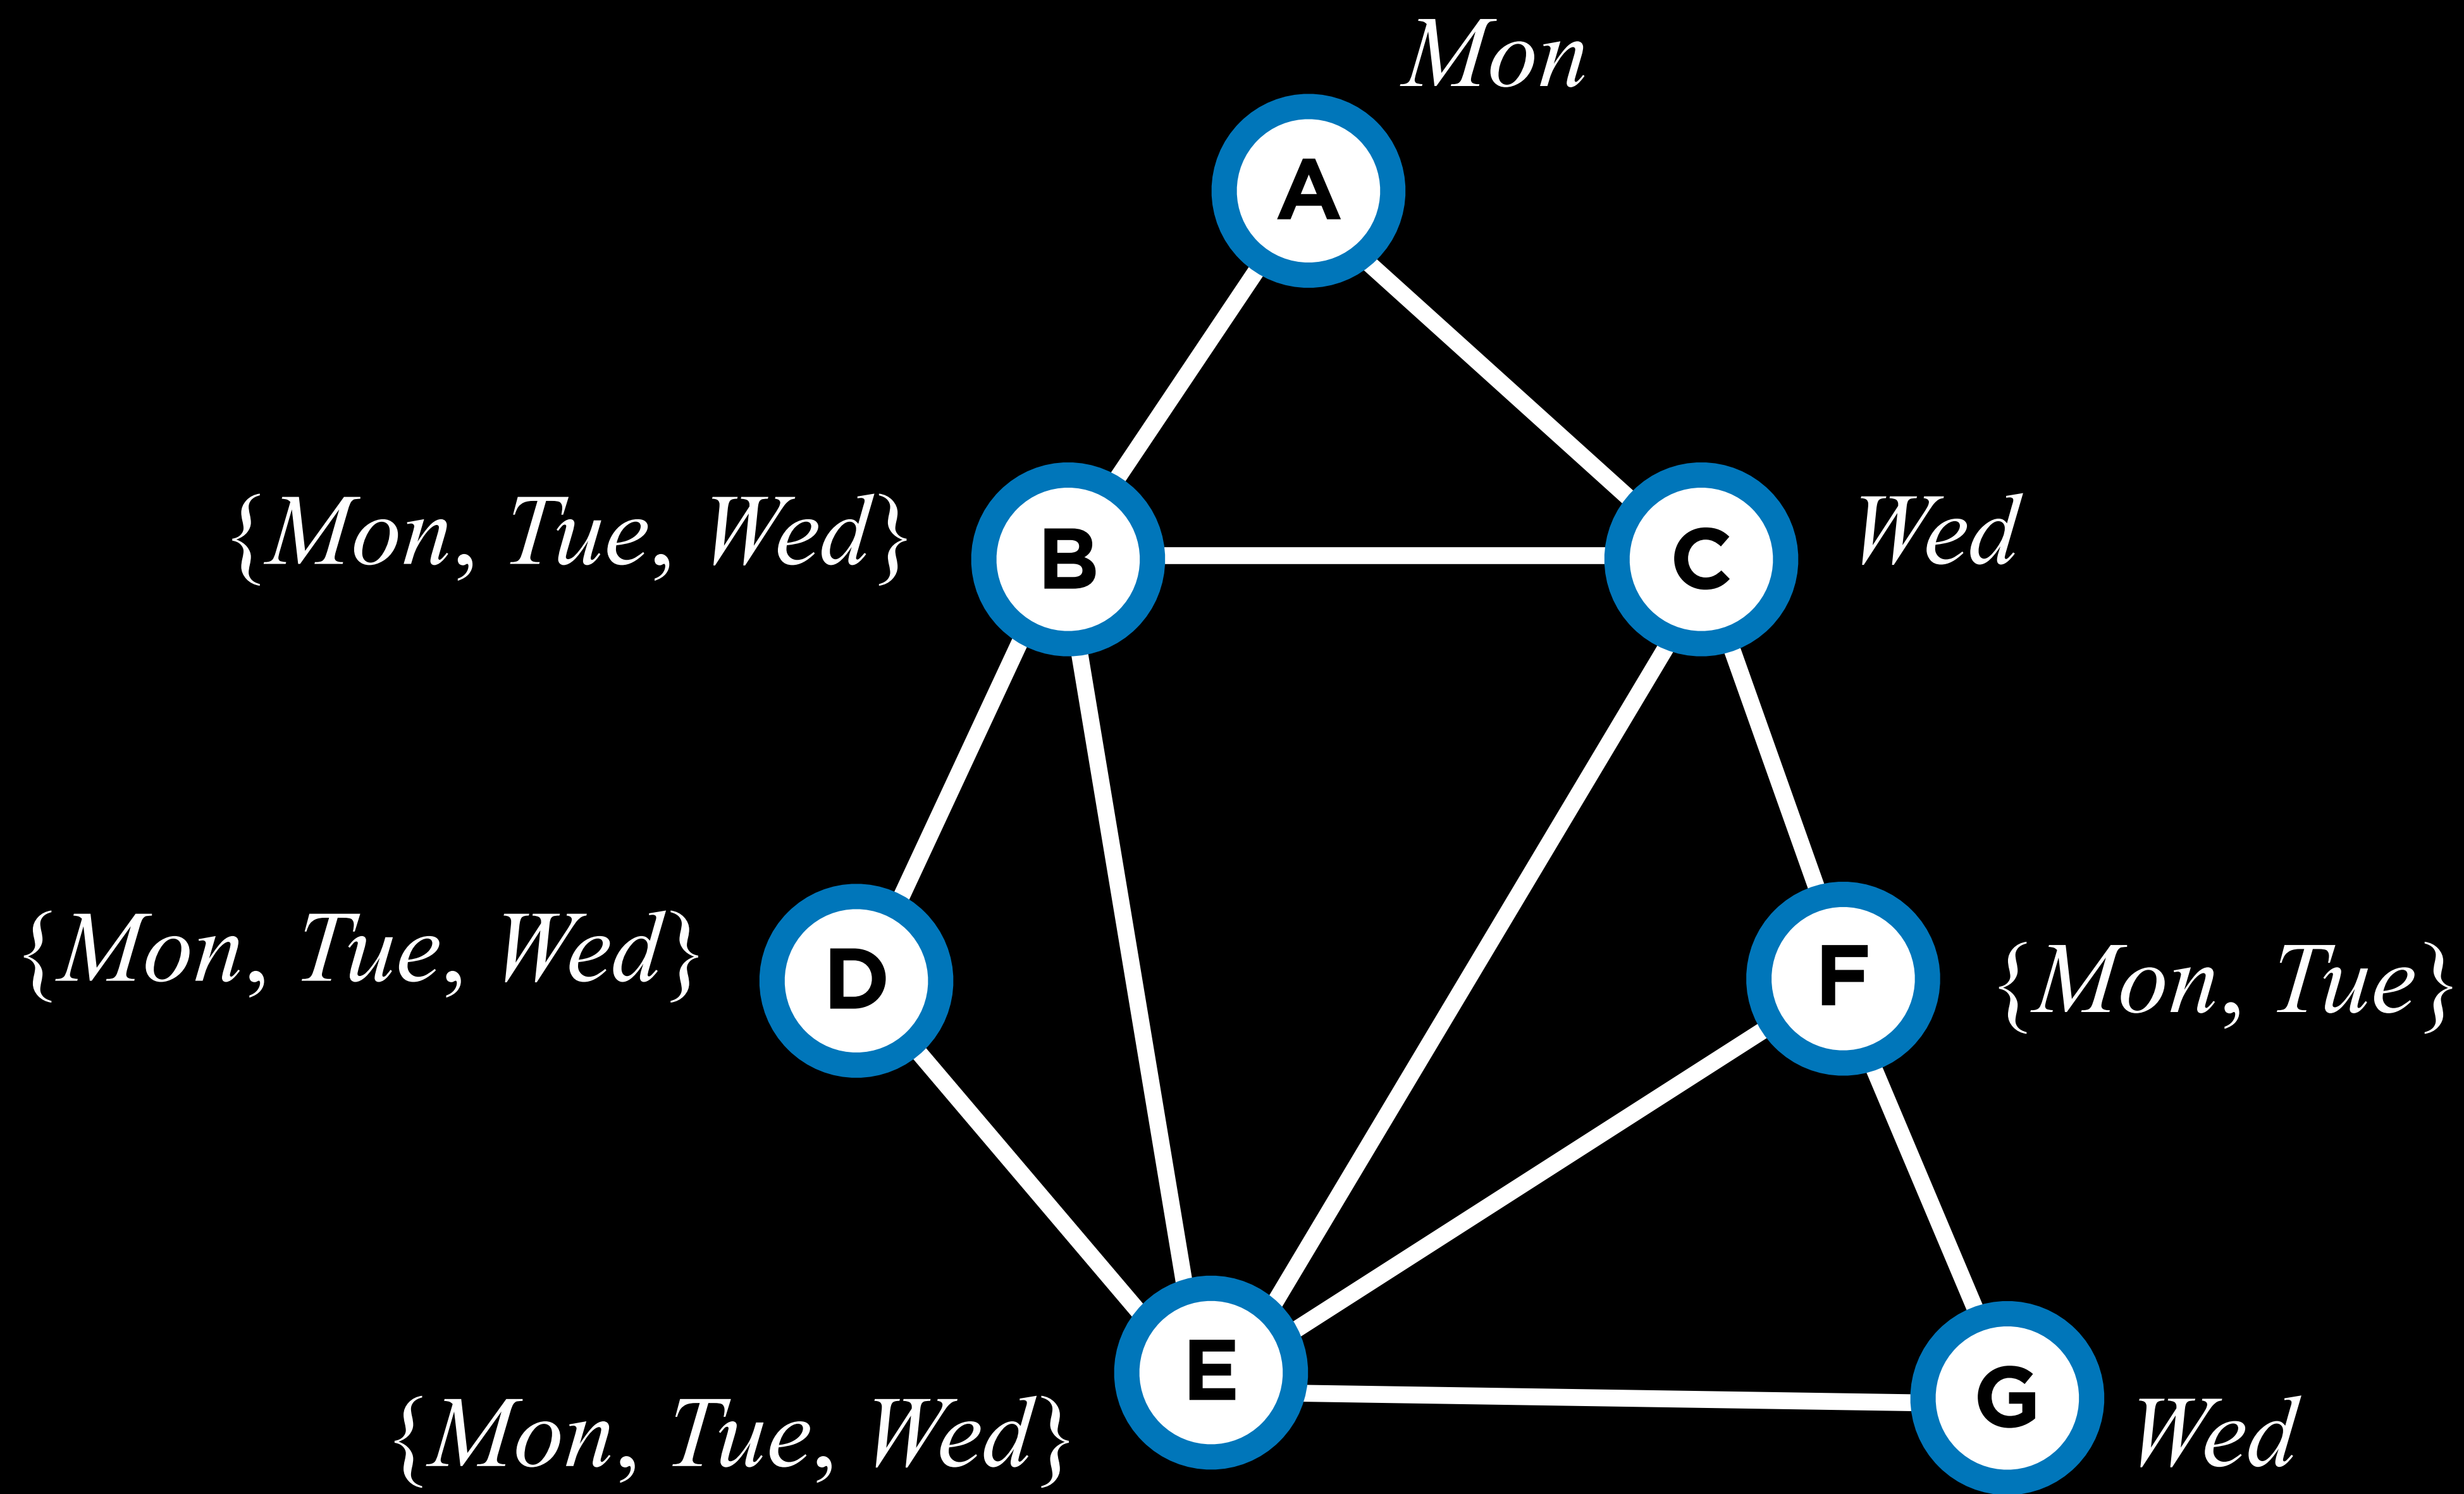 Mon
A
{Mon, Tue, Wed}
B
C
Wed
{Mon, Tue, Wed}
D
F
{Mon, Tue}
{Mon, Tue, Wed}
E
G
Wed